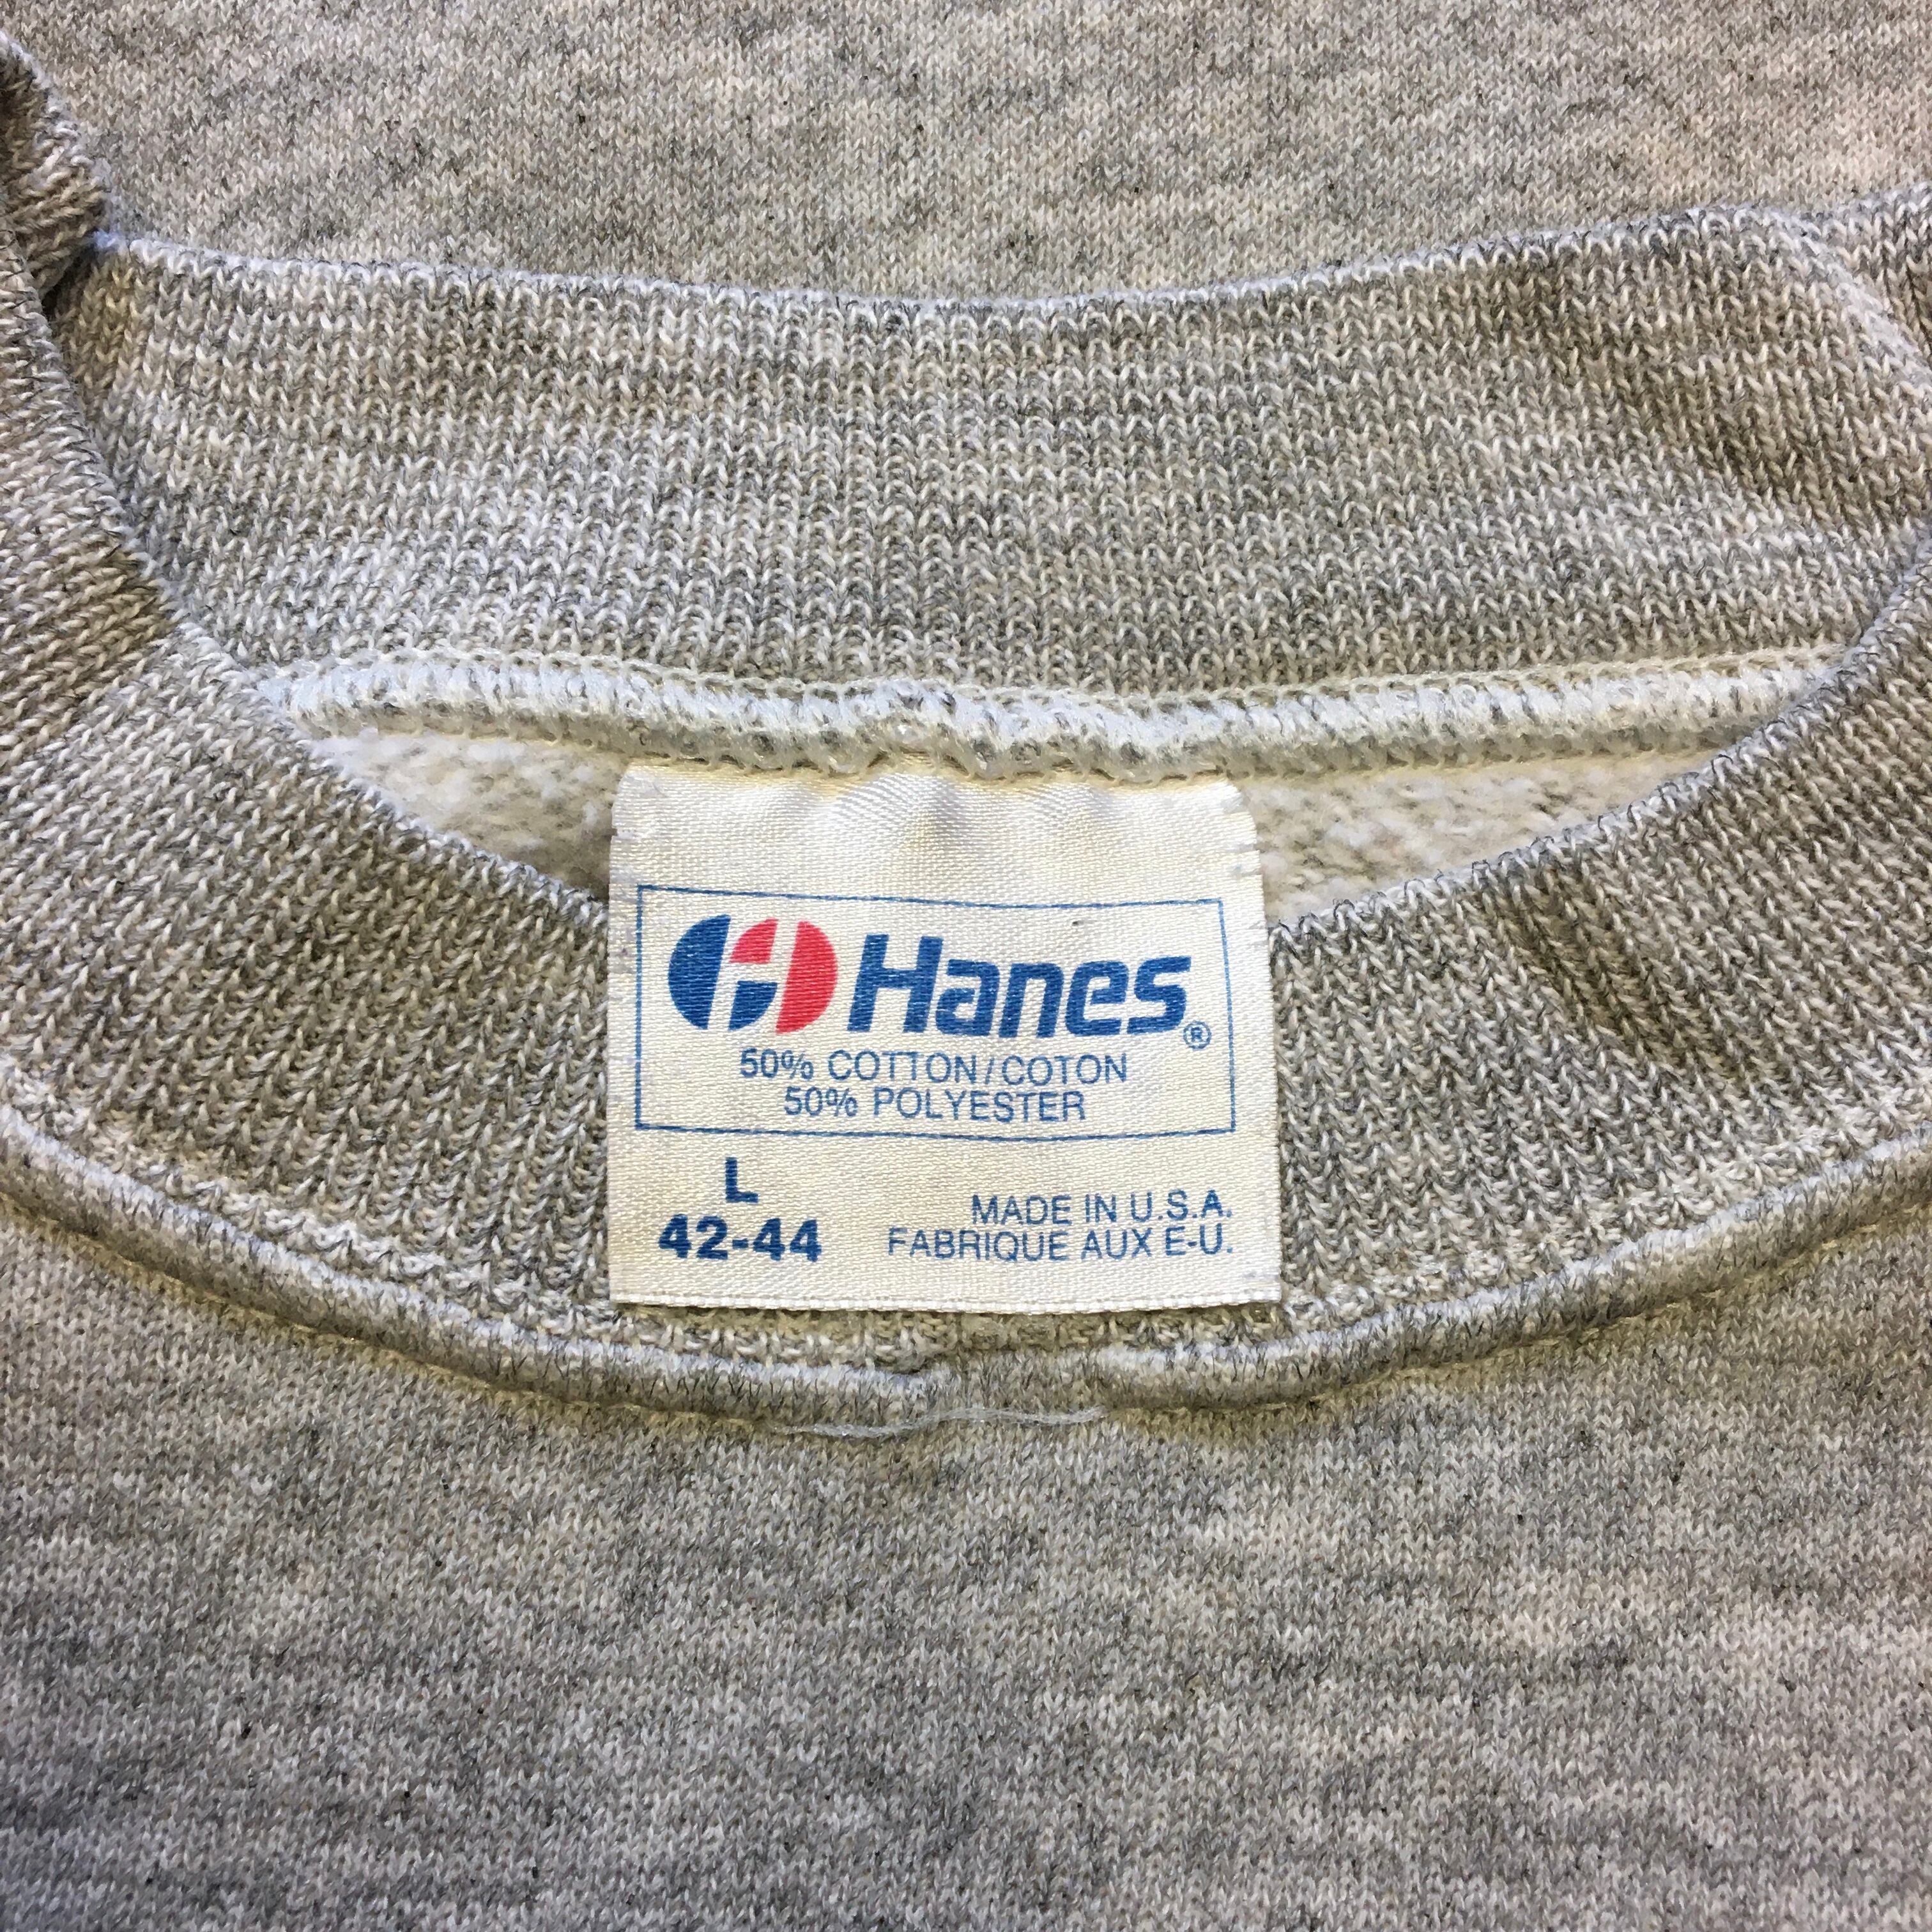 Hanes®
50% COTTON/COTON
50% POLYESTER
L
42-44
MADE IN U.S.A.
FABRIQUE AUX E-U.